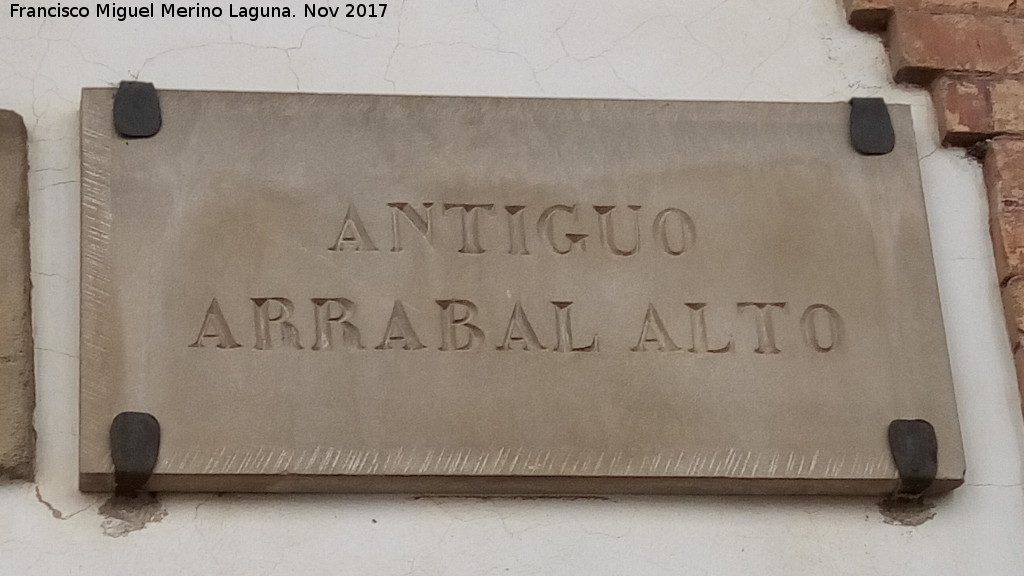 Francisco Miguel Merino Laguna. Nov 2017
ANTIGUO
ARRABAL ALTO